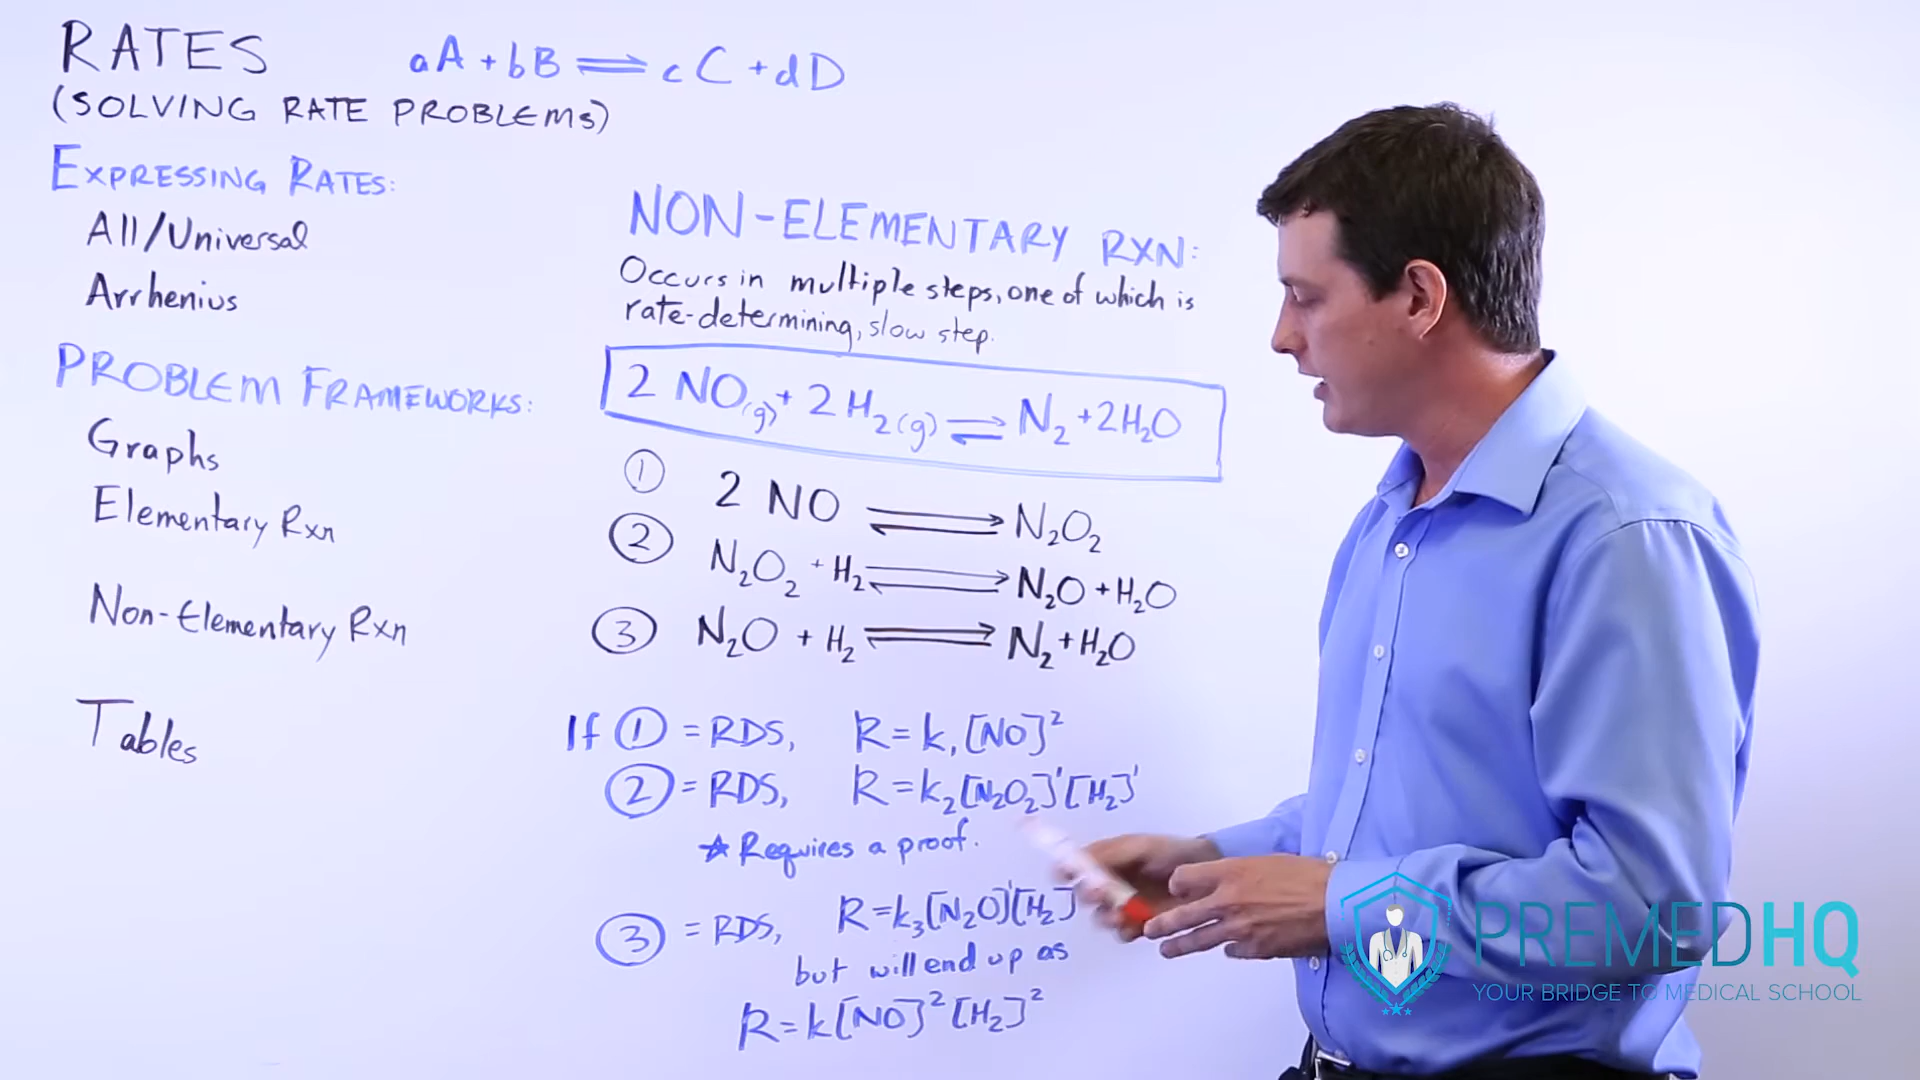 RATES
aA + bB ⇌ cC + dD
(SOLVING RATE PROBLEMS)
EXPRESSING RATES:
All/Universal
Arrhenius
PROBLEM FRAMEWORKS:
Graphs
Elementary Rxn
Non-Elementary Rxn
Tables
NON-ELEMENTARY RXN:
Occurs in multiple steps, one of which is
rate-determining, slow step.
2 NO(g) + 2 H₂(g) ⇌ N₂ + 2H₂O
① 2 NO ⇌ N₂O₂
② N₂O₂ + H₂ ⇌ N₂O + H₂O
③ N₂O + H₂ ⇌ N₂ + H₂O
If ① = RDS, R = k₁[NO]²
② = RDS, R = k₂[N₂O₂]¹[H₂]¹
☆ Requires a proof.
③ = RDS, R = k₃[N₂O]¹[H₂]
but will end up as
R = k[NO]²[H₂]²
PREMEDHQ
YOUR BRIDGE TO MEDICAL SCHOOL